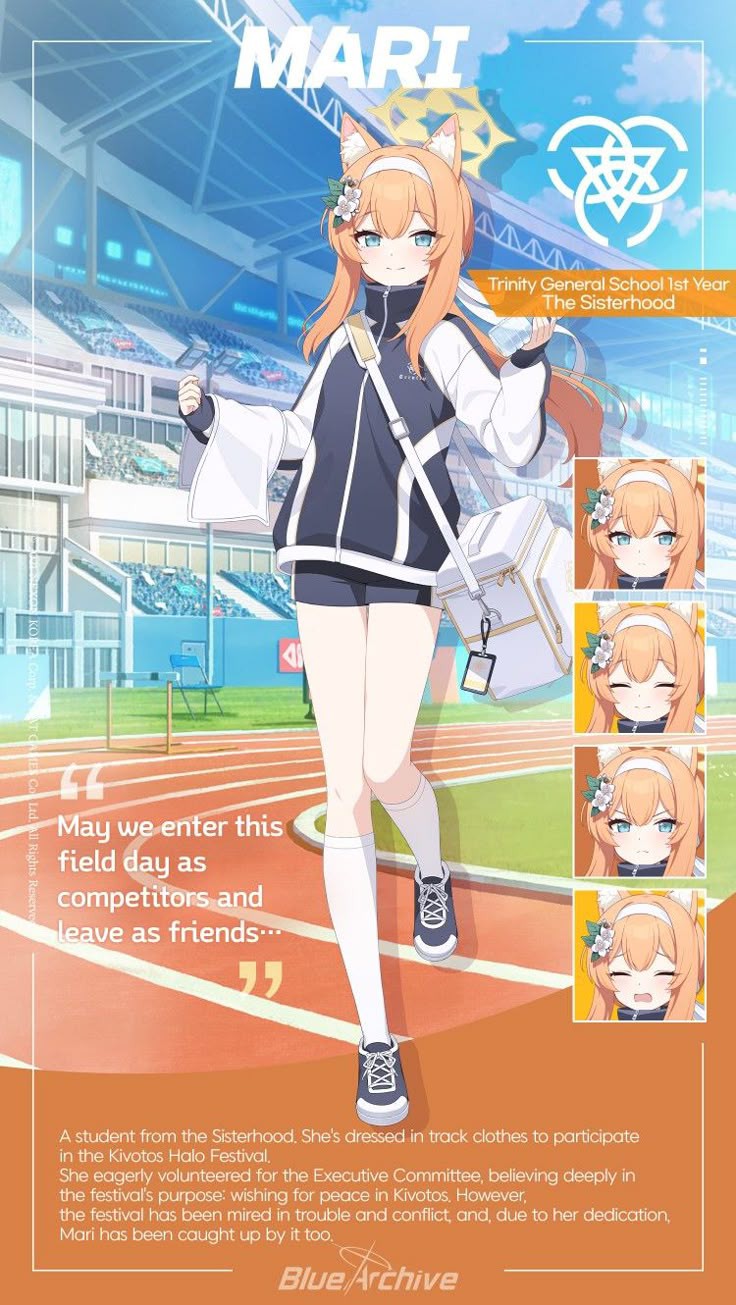 MARI
Trinity General School 1st Year
The Sisterhood
“
May we enter this
field day as
competitors and
leave as friends…
”
A student from the Sisterhood. She's dressed in track clothes to participate
in the Kivotos Halo Festival.
She eagerly volunteered for the Executive Committee, believing deeply in
the festival's purpose: wishing for peace in Kivotos. However,
the festival has been mired in trouble and conflict, and, due to her dedication,
Mari has been caught up by it too.
Blue Archive